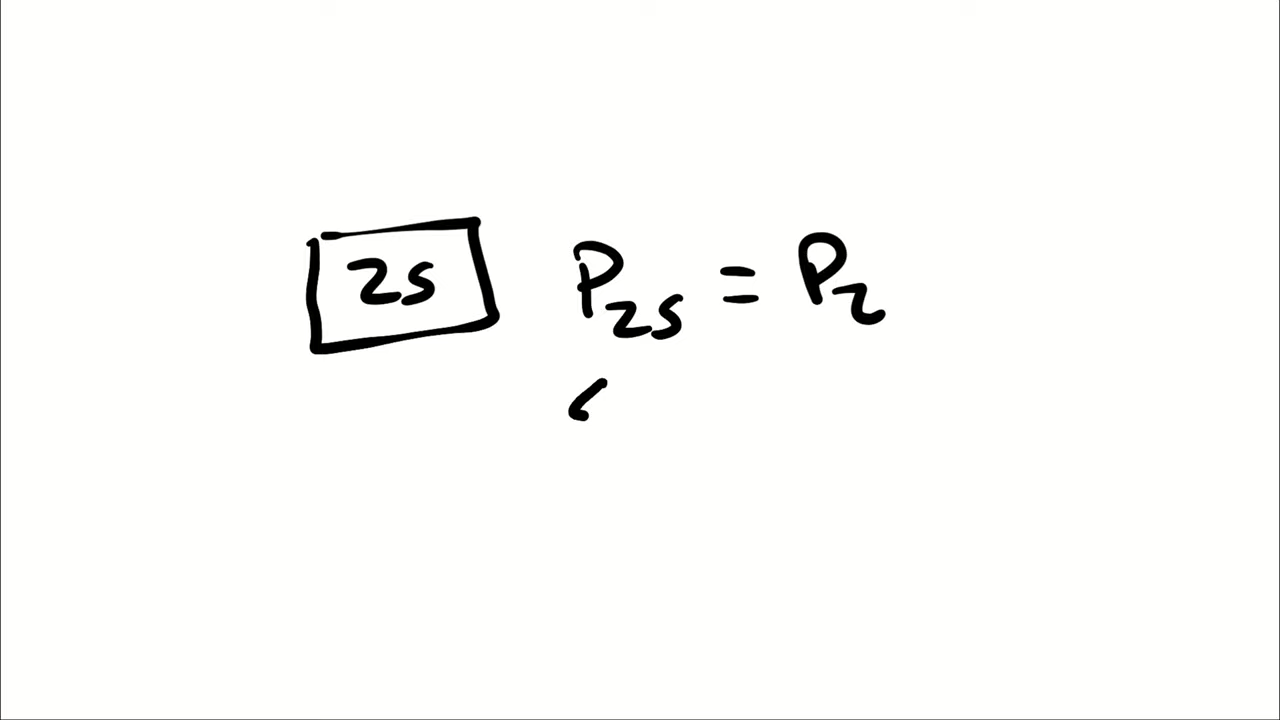 2s P₂ₛ = P₂